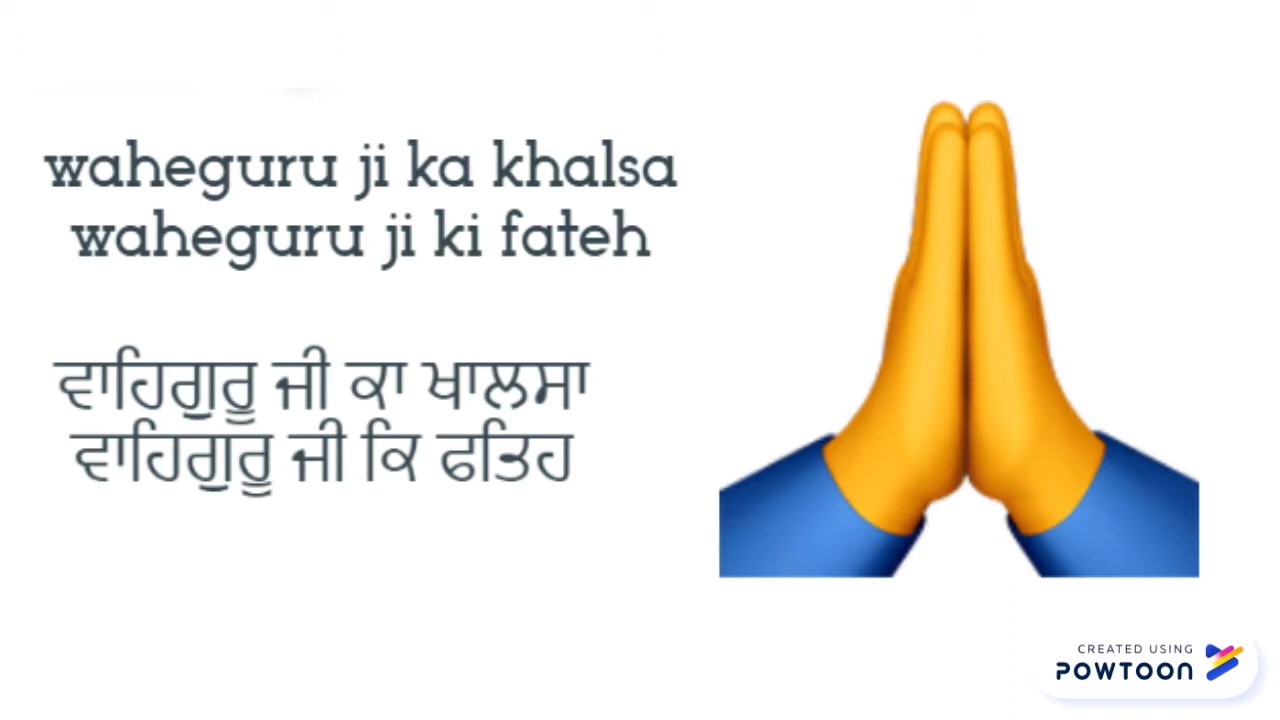 waheguru ji ka khalsa
waheguru ji ki fateh
ਵਾਹਿਗੁਰੂ ਜੀ ਕਾ ਖਾਲਸਾ
ਵਾਹਿਗੁਰੂ ਜੀ ਕਿ ਫਤਿਹ
CREATED USING
POWTOON